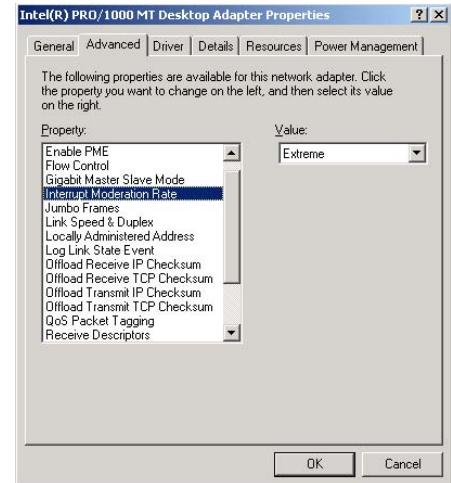 Intel(R) PRO/1000 MT Desktop Adapter Properties
General Advanced Driver Details Resources Power Management
The following properties are available for this network adapter. Click
the property you want to change on the left, and then select its value
on the right.
Property:
Value:
Enable PME
Extreme
Flow Control
Gigabit Master Slave Mode
Interrupt Moderation Rate
Jumbo Frames
Link Speed & Duplex
Locally Administered Address
Log Link State Event
Offload Receive IP Checksum
Offload Receive TCP Checksum
Offload Transmit IP Checksum
Offload Transmit TCP Checksum
QoS Packet Tagging
Receive Descriptors
OK Cancel